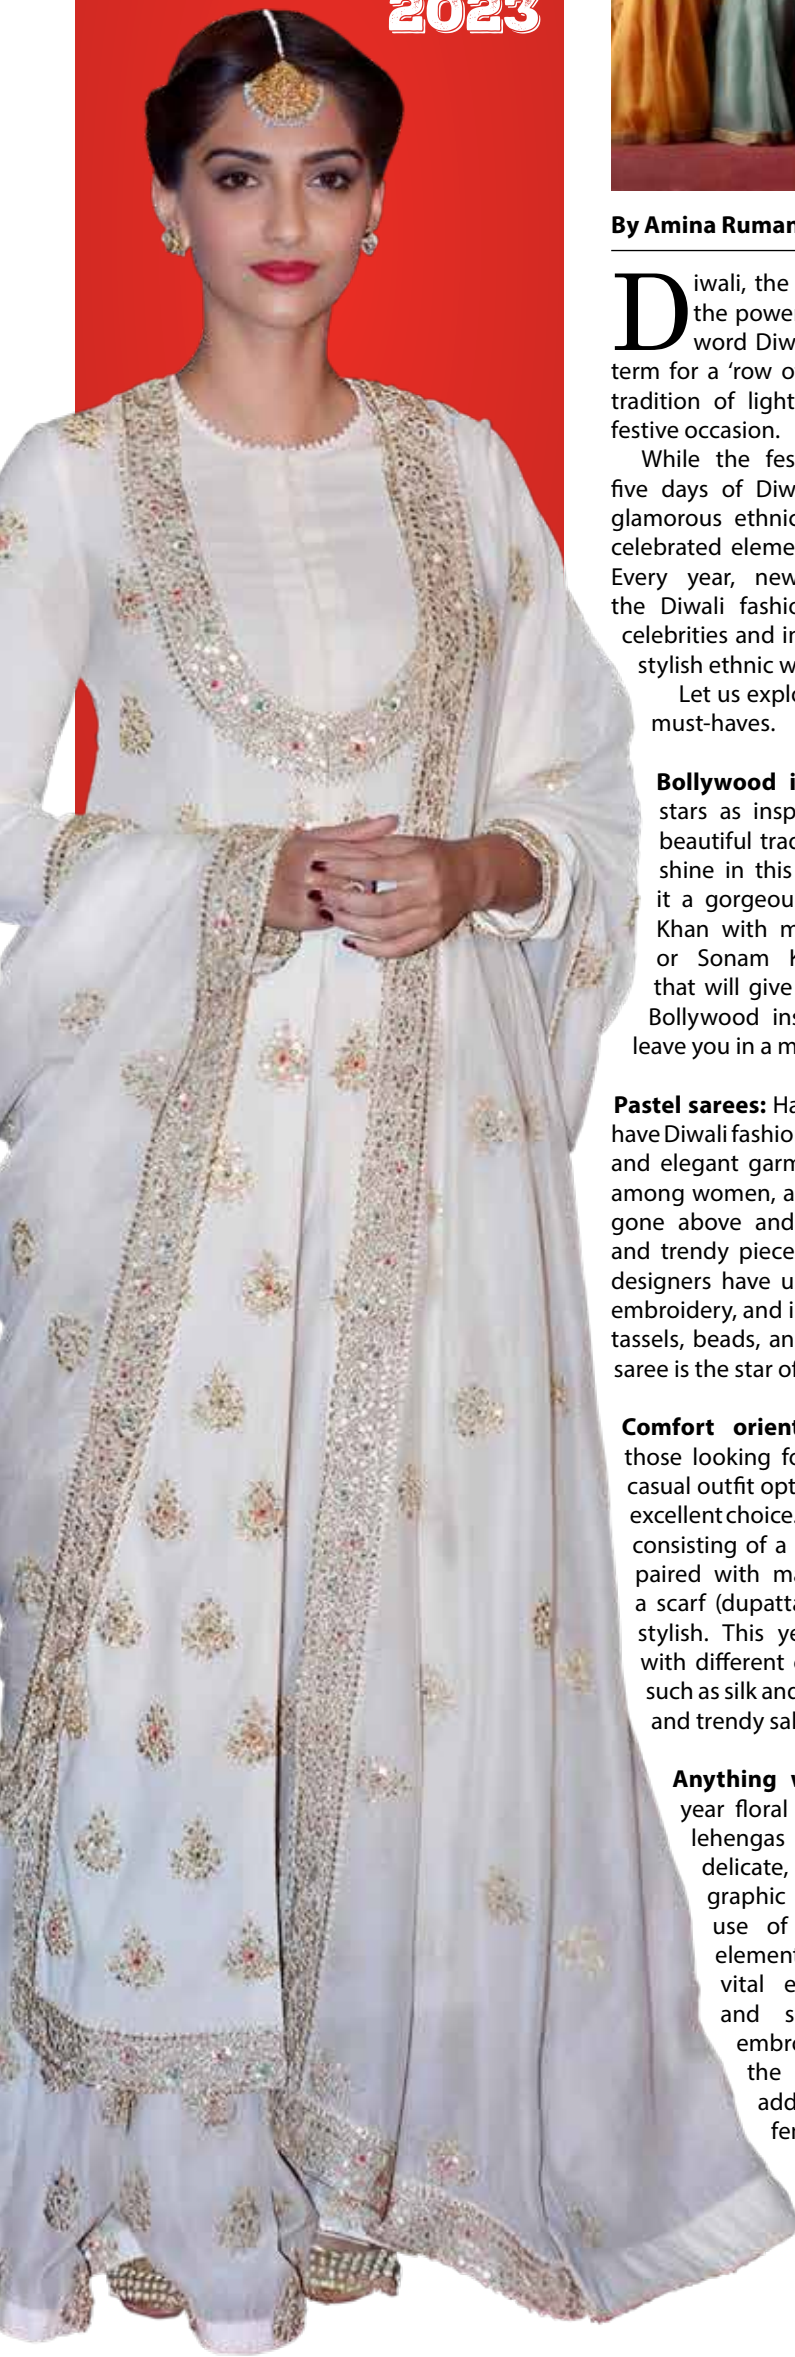 2023
By Amina Ruman
Diwali, the
the power
word Diw
term for a ‘row o
tradition of light
festive occasion.
While the fes
five days of Diw
glamorous ethnic
celebrated eleme
Every year, new
the Diwali fashio
celebrities and in
stylish ethnic w
Let us explo
must-haves.
Bollywood i
stars as insp
beautiful trad
shine in this
it a gorgeou
Khan with m
or Sonam K
that will give
Bollywood ins
leave you in a m
Pastel sarees: Ha
have Diwali fashio
and elegant garm
among women, a
gone above and
and trendy piece
designers have u
embroidery, and i
tassels, beads, an
saree is the star of
Comfort orient
those looking fo
casual outfit opt
excellent choice.
consisting of a
paired with ma
a scarf (dupatta
stylish. This ye
with different
such as silk and
and trendy sal
Anything w
year floral
lehengas
delicate,
graphic
use of
element
vital e
and s
embro
the
add
fer